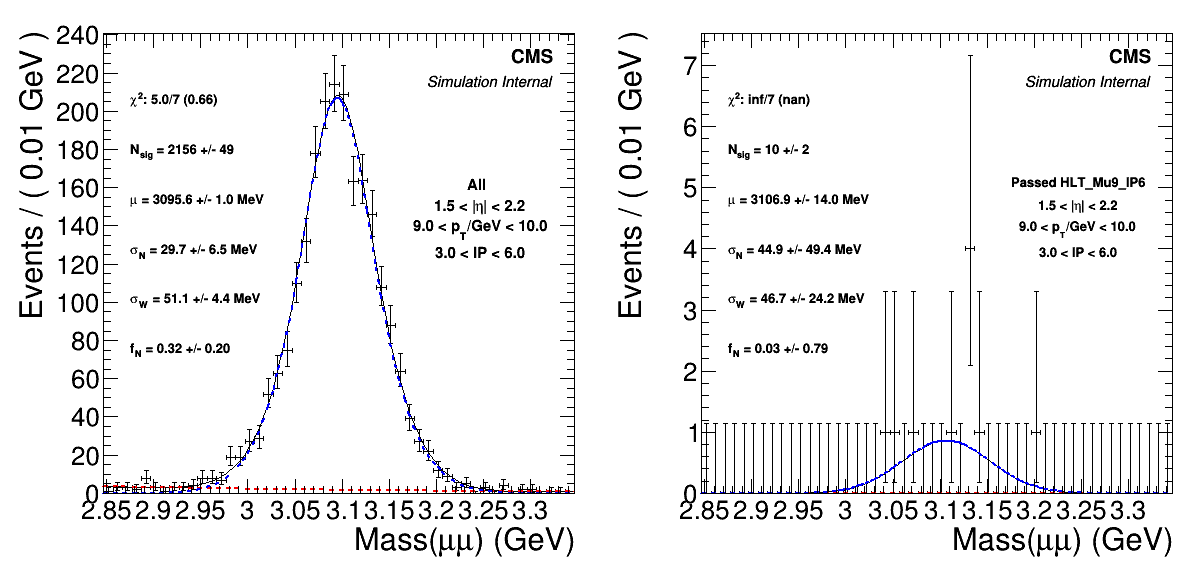 CMS
Simulation Internal
χ²: 5.0/7 (0.66)
N_sig = 2156 +/- 49
μ = 3095.6 +/- 1.0 MeV
σ_N = 29.7 +/- 6.5 MeV
σ_W = 51.1 +/- 4.4 MeV
f_N = 0.32 +/- 0.20
All
1.5 < |η| < 2.2
9.0 < p_T/GeV < 10.0
3.0 < IP < 6.0
Events / ( 0.01 GeV )
240
220
200
180
160
140
120
100
80
60
40
20
0
2.85 2.9 2.95 3 3.05 3.1 3.15 3.2 3.25 3.3
Mass(μμ) (GeV)
CMS
Simulation Internal
χ²: inf/7 (nan)
N_sig = 10 +/- 2
μ = 3106.9 +/- 14.0 MeV
σ_N = 44.9 +/- 49.4 MeV
σ_W = 46.7 +/- 24.2 MeV
f_N = 0.03 +/- 0.79
Passed HLT_Mu9_IP6
1.5 < |η| < 2.2
9.0 < p_T/GeV < 10.0
3.0 < IP < 6.0
Events / ( 0.01 GeV )
7
6
5
4
3
2
1
0
2.85 2.9 2.95 3 3.05 3.1 3.15 3.2 3.25 3.3
Mass(μμ) (GeV)